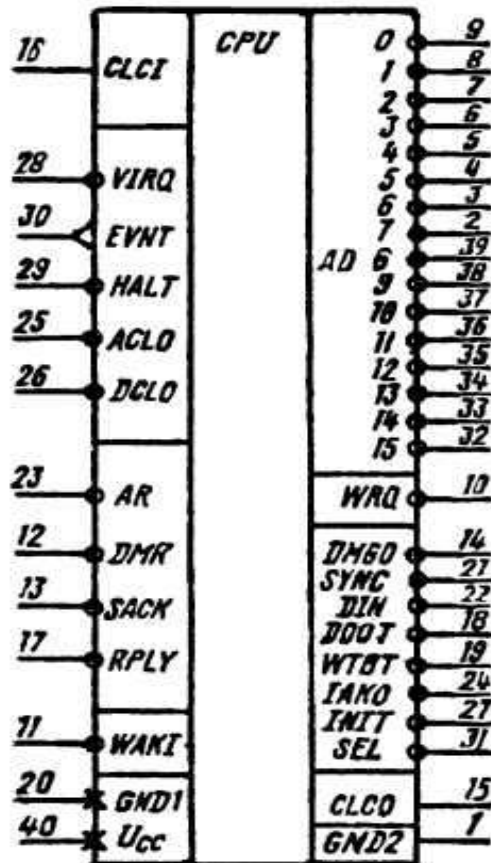 CPU
16 CLCI
28 VIRQ
30 EVNT
29 HALT
25 ACLO
26 DCLO
23 AR
12 DMR
13 SACK
17 RPLY
11 WAKI
20 GND1
40 Ucc
AD
0 9
1 8
2 7
3 6
4 5
5 4
6 3
7 2
6 39
9 38
10 37
11 36
12 35
13 34
14 33
15 32
WRQ 10
DMGO 14
SYNC 21
DIN 22
DOOT 18
WTBT 19
IAKO 24
INIT 27
SEL 31
CLCO 15
GND2 1